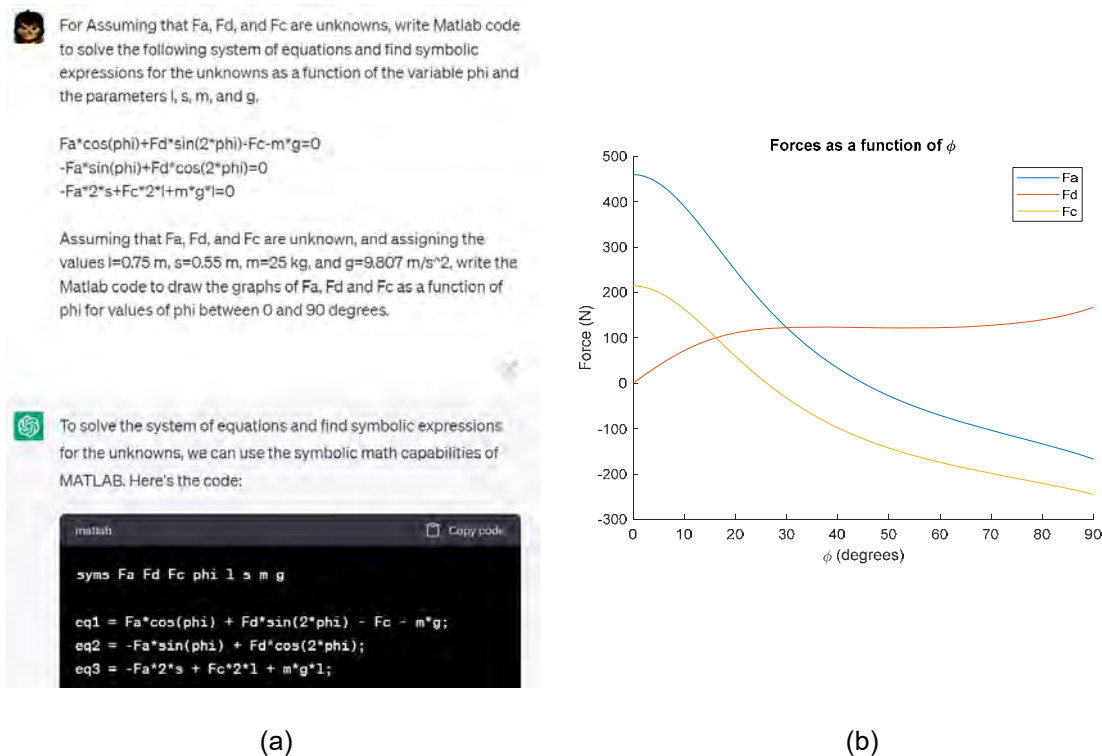 For Assuming that Fa, Fd, and Fc are unknowns, write Matlab code
to solve the following system of equations and find symbolic
expressions for the unknowns as a function of the variable phi and
the parameters l, s, m, and g.
Fa*cos(phi)+Fd*sin(2*phi)-Fc-m*g=0
-Fa*sin(phi)+Fd*cos(2*phi)=0
-Fa*2*s+Fc*2*l+m*g*l=0
Assuming that Fa, Fd, and Fc are unknown, and assigning the
values l=0.75 m, s=0.55 m, m=25 kg, and g=9.807 m/s^2, write the
Matlab code to draw the graphs of Fa, Fd and Fc as a function of
phi for values of phi between 0 and 90 degrees.
To solve the system of equations and find symbolic expressions
for the unknowns, we can use the symbolic math capabilities of
MATLAB. Here's the code:
matlab
Copy code
syms Fa Fd Fc phi l s m g
eq1 = Fa*cos(phi) + Fd*sin(2*phi) - Fc - m*g;
eq2 = -Fa*sin(phi) + Fd*cos(2*phi);
eq3 = -Fa*2*s + Fc*2*l + m*g*l;
(a)
Forces as a function of ϕ
Fa
Fd
Fc
Force (N)
500
400
300
200
100
0
-100
-200
-300
0 10 20 30 40 50 60 70 80 90
ϕ (degrees)
(b)